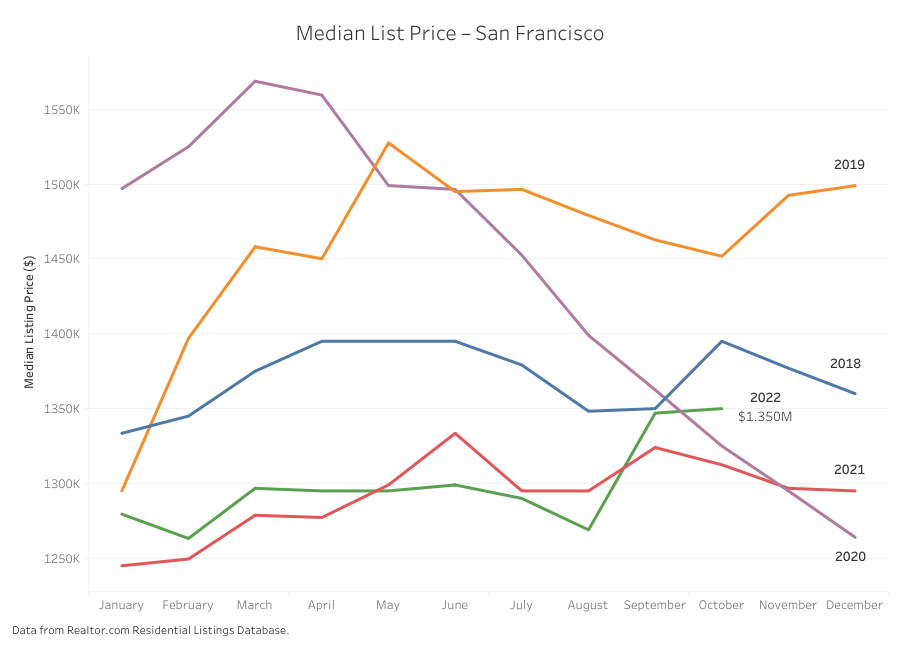 Median List Price – San Francisco
Median Listing Price ($)
1550K
1500K
1450K
1400K
1350K
1300K
1250K
2019
2018
2022
$1.350M
2021
2020
January February March April May June July August September October November December
Data from Realtor.com Residential Listings Database.